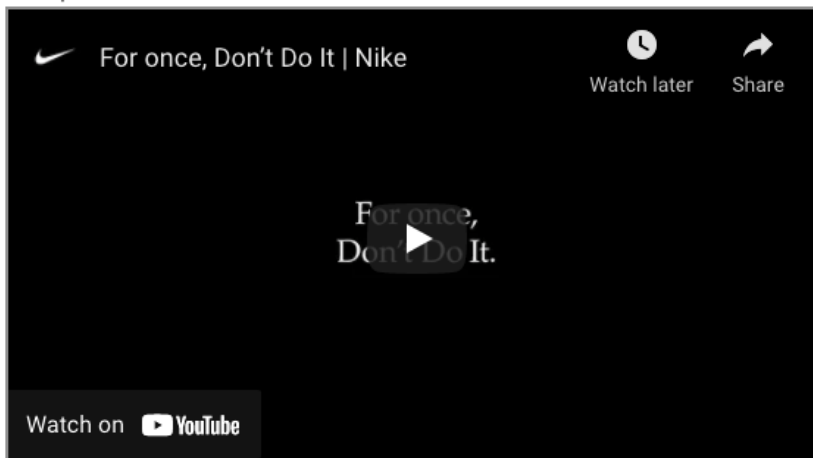 For once, Don’t Do It | Nike
Watch later
Share
For once,
Don’t Do It.
Watch on YouTube